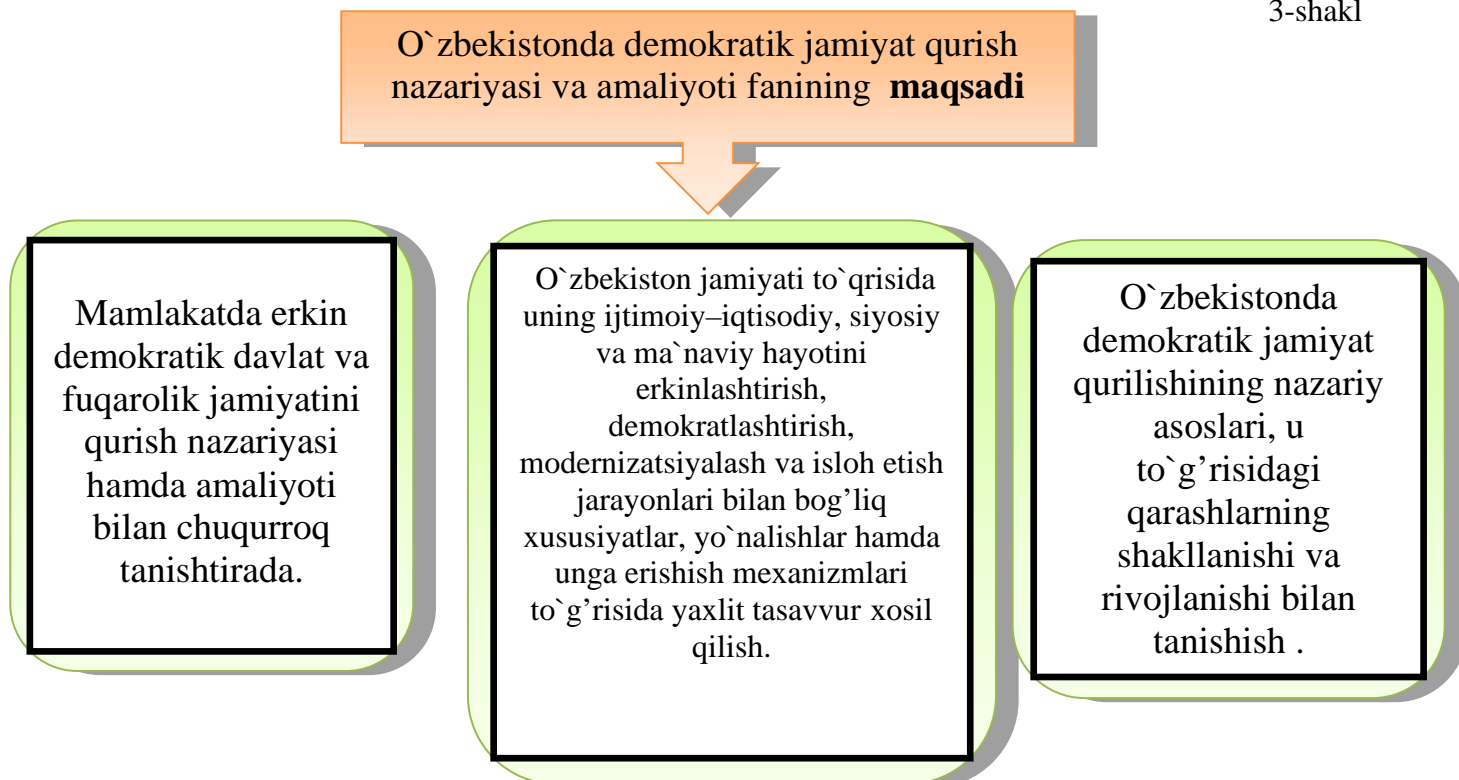 3-shakl
O`zbekistonda demokratik jamiyat qurish
nazariyasi va amaliyoti fanining maqsadi
Mamlakatda erkin
demokratik davlat va
fuqarolik jamiyatini
qurish nazariyasi
hamda amaliyoti
bilan chuqurroq
tanishtirada.
O`zbekiston jamiyati to`qrisida
uning ijtimoiy–iqtisodiy, siyosiy
va ma`naviy hayotini
erkinlashtirish,
demokratlashtirish,
modernizatsiyalash va isloh etish
jarayonlari bilan bog’liq
xususiyatlar, yo`nalishlar hamda
unga erishish mexanizmlari
to`g’risida yaxlit tasavvur xosil
qilish.
O`zbekistonda
demokratik jamiyat
qurilishining nazariy
asoslari, u
to`g’risidagi
qarashlarning
shakllanishi va
rivojlanishi bilan
tanishish .